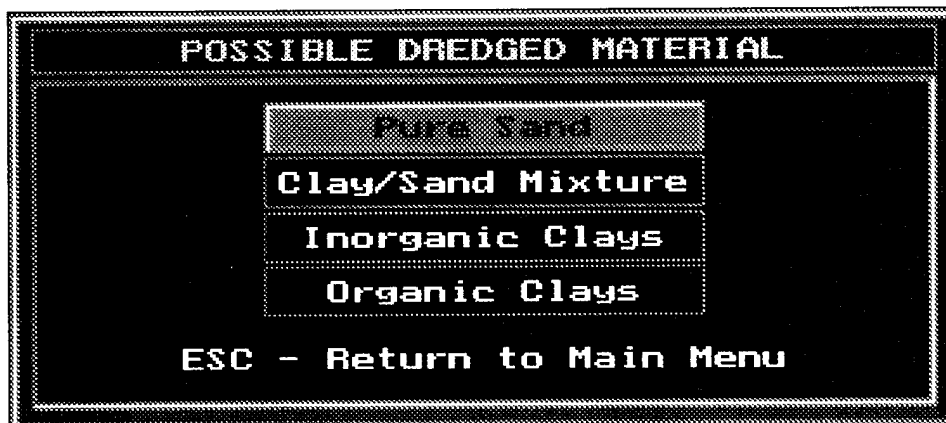 POSSIBLE DREDGED MATERIAL
Pure Sand
Clay/Sand Mixture
Inorganic Clays
Organic Clays
ESC - Return to Main Menu